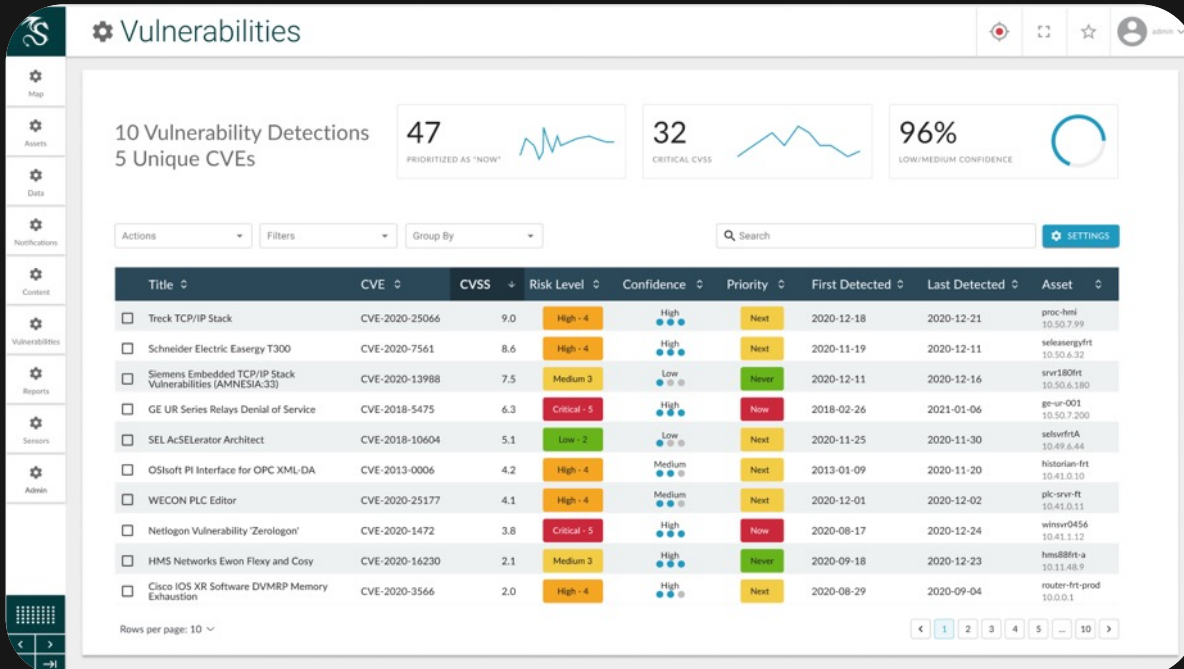 Vulnerabilities
admin
Map
Assets
Data
Notifications
Content
Vulnerabilities
Reports
Sensors
Admin
10 Vulnerability Detections
5 Unique CVEs
47
PRIORITIZED AS "NOW"
32
CRITICAL CVSS
96%
LOW/MEDIUM CONFIDENCE
Actions
Filters
Group By
Search
SETTINGS
Title CVE CVSS Risk Level Confidence Priority First Detected Last Detected Asset
Treck TCP/IP Stack CVE-2020-25066 9.0 High - 4 High Next 2020-12-18 2020-12-21 proc-hmi
10.50.7.99
Schneider Electric Easergy T300 CVE-2020-7561 8.6 High - 4 High Next 2020-11-19 2020-12-11 seleasergyfrt
10.50.6.32
Siemens Embedded TCP/IP Stack
Vulnerabilities (AMNESIA:33) CVE-2020-13988 7.5 Medium 3 Low Never 2020-12-11 2020-12-16 srvr180frt
10.50.6.180
GE UR Series Relays Denial of Service CVE-2018-5475 6.3 Critical - 5 High Now 2018-02-26 2021-01-06 ge-ur-001
10.50.7.200
SEL AcSELerator Architect CVE-2018-10604 5.1 Low - 2 Low Next 2020-11-25 2020-11-30 selsvrfrtA
10.49.6.44
OSIsoft PI Interface for OPC XML-DA CVE-2013-0006 4.2 High - 4 Medium Next 2013-01-09 2020-11-20 historian-frt
10.41.0.10
WECON PLC Editor CVE-2020-25177 4.1 High - 4 Medium Next 2020-12-01 2020-12-02 plc-srvr-ft
10.41.0.11
Netlogon Vulnerability 'Zerologon' CVE-2020-1472 3.8 Critical - 5 High Now 2020-08-17 2020-12-24 winsvr0456
10.41.1.12
HMS Networks Ewon Flexy and Cosy CVE-2020-16230 2.1 Medium 3 High Never 2020-09-18 2020-12-23 hms88frt-a
10.11.48.9
Cisco IOS XR Software DVMRP Memory
Exhaustion CVE-2020-3566 2.0 High - 4 High Next 2020-08-29 2020-09-04 router-frt-prod
10.0.0.1
Rows per page: 10
1 2 3 4 5 ... 10